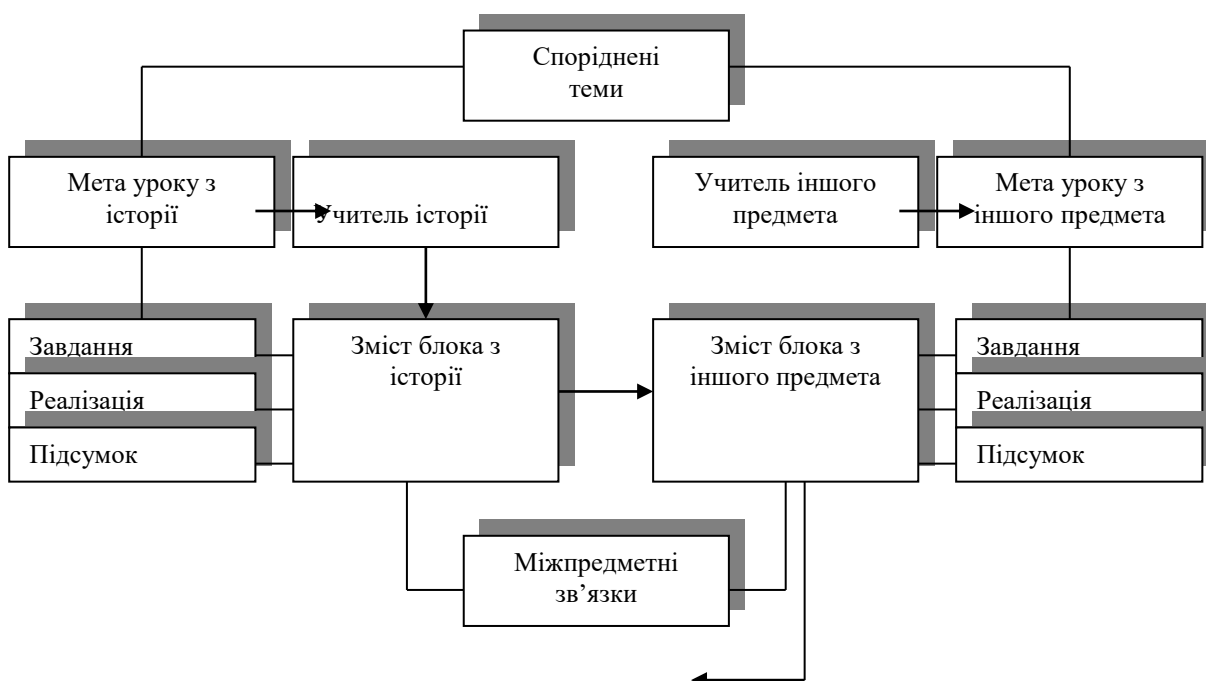 Споріднені
теми
Мета уроку з
історії
Учитель історії
Учитель іншого
предмета
Мета уроку з
іншого предмета
Завдання
Реалізація
Підсумок
Зміст блока з
історії
Зміст блока з
іншого предмета
Завдання
Реалізація
Підсумок
Міжпредметні
зв’язки